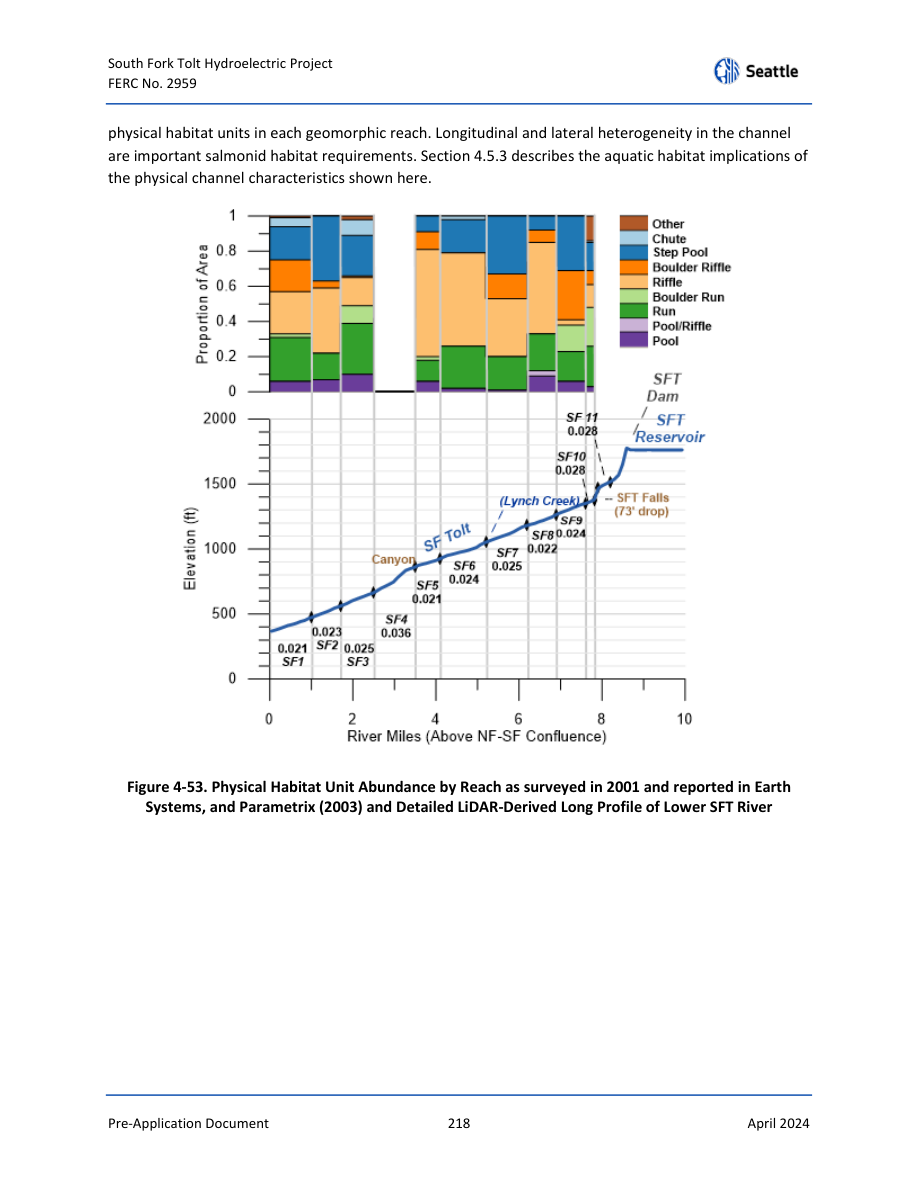 South Fork Tolt Hydroelectric Project
FERC No. 2959
Seattle
physical habitat units in each geomorphic reach. Longitudinal and lateral heterogeneity in the channel
are important salmonid habitat requirements. Section 4.5.3 describes the aquatic habitat implications of
the physical channel characteristics shown here.
Proportion of Area
1
0.8
0.6
0.4
0.2
0
Other
Chute
Step Pool
Boulder Riffle
Riffle
Boulder Run
Run
Pool/Riffle
Pool
Elevation (ft)
2000
1500
1000
500
0
SFT
Dam
SFT
Reservoir
SF 11
0.028
SF10
0.028
SFT Falls
(73' drop)
(Lynch Creek)
SF Tolt
Canyon
SF9
0.024
SF8
0.022
SF7
0.025
SF6
0.024
SF5
0.021
SF4
0.036
0.025
SF3
0.023
SF2
0.021
SF1
0
2
4
6
8
10
River Miles (Above NF-SF Confluence)
Figure 4-53. Physical Habitat Unit Abundance by Reach as surveyed in 2001 and reported in Earth
Systems, and Parametrix (2003) and Detailed LiDAR-Derived Long Profile of Lower SFT River
Pre-Application Document
218
April 2024